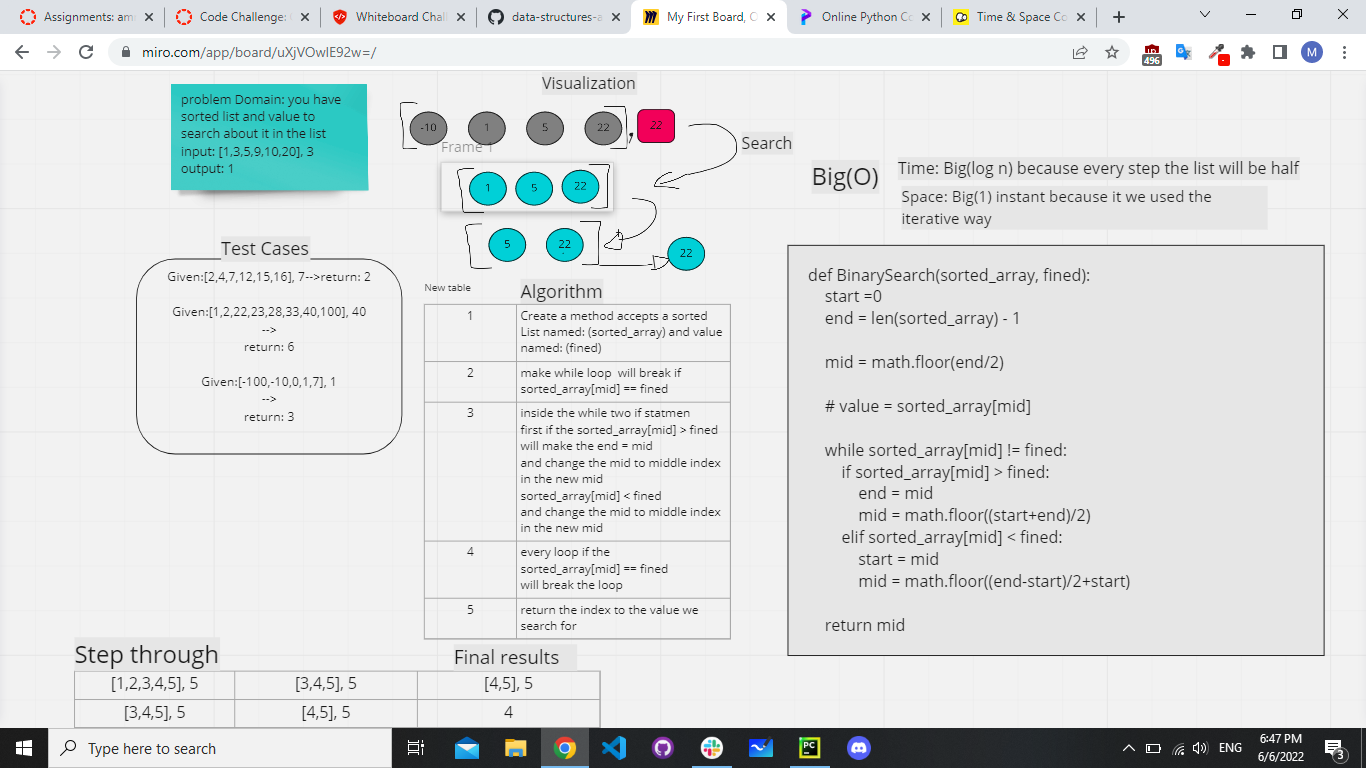 Assignments: am
Code Challenge:
Whiteboard Chal
data-structures-a
My First Board, O
Online Python Co
Time & Space Co
miro.com/app/board/uXjVOwIE92w=/
496
M
Visualization
problem Domain: you have
sorted list and value to
search about it in the list
input: [1,3,5,9,10,20], 3
output: 1
-10 1 5 22 , 22
Frame 1
Search
1 5 22
5 22
22
Big(O)
Time: Big(log n) because every step the list will be half
Space: Big(1) instant because it we used the
iterative way
Test Cases
Given:[2,4,7,12,15,16], 7-->return: 2
Given:[1,2,22,23,28,33,40,100], 40
-->
return: 6
Given:[-100,-10,0,1,7], 1
-->
return: 3
New table
Algorithm
1
Create a method accepts a sorted
List named: (sorted_array) and value
named: (fined)
2
make while loop will break if
sorted_array[mid] == fined
3
inside the while two if statmen
first if the sorted_array[mid] > fined
will make the end = mid
and change the mid to middle index
in the new mid
sorted_array[mid] < fined
and change the mid to middle index
in the new mid
4
every loop if the
sorted_array[mid] == fined
will break the loop
5
return the index to the value we
search for
def BinarySearch(sorted_array, fined):
start =0
end = len(sorted_array) - 1
mid = math.floor(end/2)
# value = sorted_array[mid]
while sorted_array[mid] != fined:
if sorted_array[mid] > fined:
end = mid
mid = math.floor((start+end)/2)
elif sorted_array[mid] < fined:
start = mid
mid = math.floor((end-start)/2+start)
return mid
Step through
Final results
[1,2,3,4,5], 5 [3,4,5], 5 [4,5], 5
[3,4,5], 5 [4,5], 5 4
Type here to search
PC
ENG
6:47 PM
6/6/2022
3